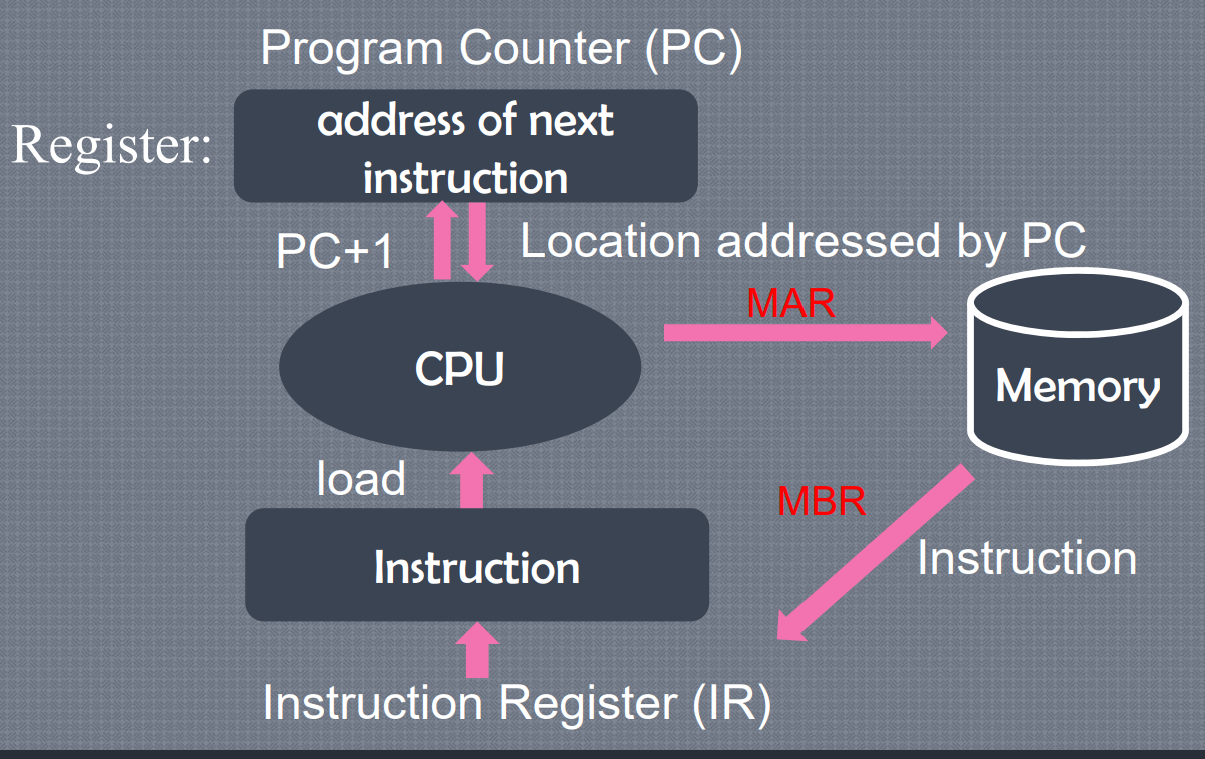 Program Counter (PC)
Register:
address of next
instruction
PC+1
Location addressed by PC
MAR
CPU
Memory
load
MBR
Instruction
Instruction
Instruction Register (IR)